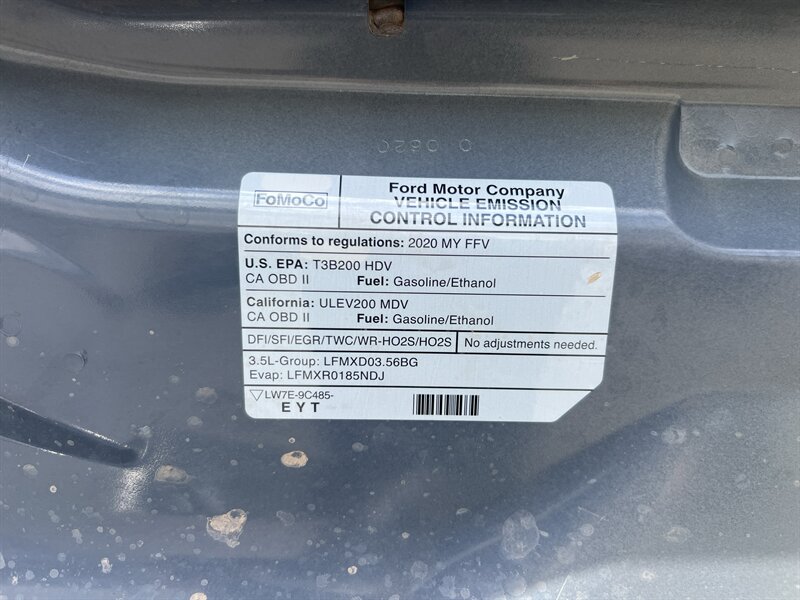 FoMoCo
Ford Motor Company
VEHICLE EMISSION
CONTROL INFORMATION
Conforms to regulations: 2020 MY FFV
U.S. EPA: T3B200 HDV
CA OBD II Fuel: Gasoline/Ethanol
California: ULEV200 MDV
CA OBD II Fuel: Gasoline/Ethanol
DFI/SFI/EGR/TWC/WR-HO2S/HO2S No adjustments needed.
3.5L-Group: LFMXD03.56BG
Evap: LFMXR0185NDJ
LW7E-9C485-
EYT